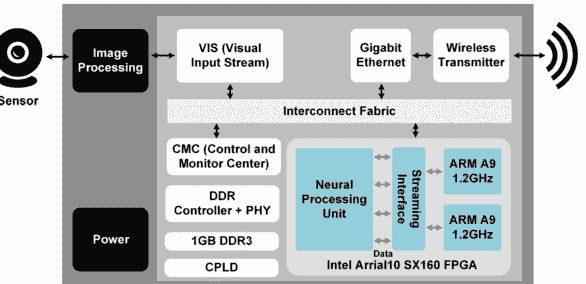 Sensor
Image
Processing
VIS (Visual
Input Stream)
Gigabit
Ethernet
Wireless
Transmitter
Interconnect Fabric
CMC (Control and
Monitor Center)
DDR
Controller + PHY
1GB DDR3
CPLD
Power
Neural
Processing
Unit
Streaming
Interface
ARM A9
1.2GHz
ARM A9
1.2GHz
Data
Intel Arrial10 SX160 FPGA